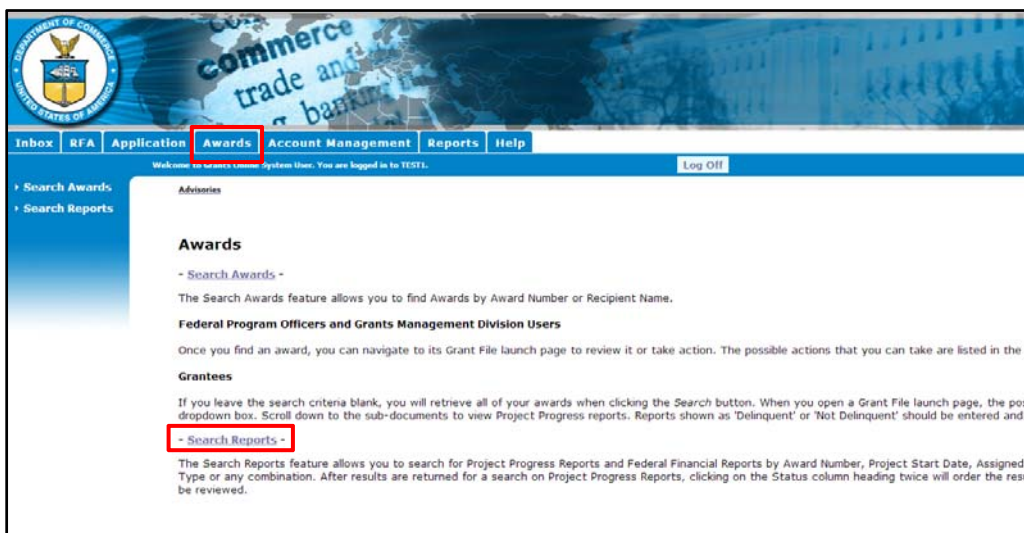 DEPARTMENT OF COMMERCE
UNITED STATES OF AMERICA
commerce
trade and
banking
Inbox RFA Application Awards Account Management Reports Help
Welcome to Grants Online System User. You are logged in to TEST1. Log Off
Search Awards
Search Reports
Advisories
Awards
- Search Awards -
The Search Awards feature allows you to find Awards by Award Number or Recipient Name.
Federal Program Officers and Grants Management Division Users
Once you find an award, you can navigate to its Grant File launch page to review it or take action. The possible actions that you can take are listed in the
Grantees
If you leave the search criteria blank, you will retrieve all of your awards when clicking the Search button. When you open a Grant File launch page, the pos
dropdown box. Scroll down to the sub-documents to view Project Progress reports. Reports shown as 'Delinquent' or 'Not Delinquent' should be entered and
- Search Reports -
The Search Reports feature allows you to search for Project Progress Reports and Federal Financial Reports by Award Number, Project Start Date, Assigned
Type or any combination. After results are returned for a search on Project Progress Reports, clicking on the Status column heading twice will order the res
be reviewed.